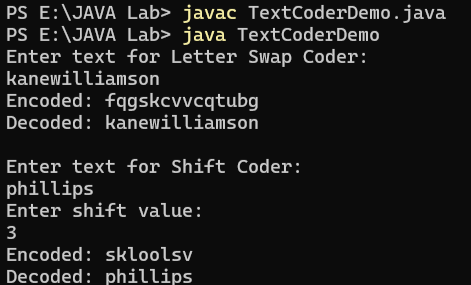 PS E:\JAVA Lab> javac TextCoderDemo.java
PS E:\JAVA Lab> java TextCoderDemo
Enter text for Letter Swap Coder:
kanewilliamson
Encoded: fqgskcvvcqtubg
Decoded: kanewilliamson
Enter text for Shift Coder:
phillips
Enter shift value:
3
Encoded: skloolsv
Decoded: phillips